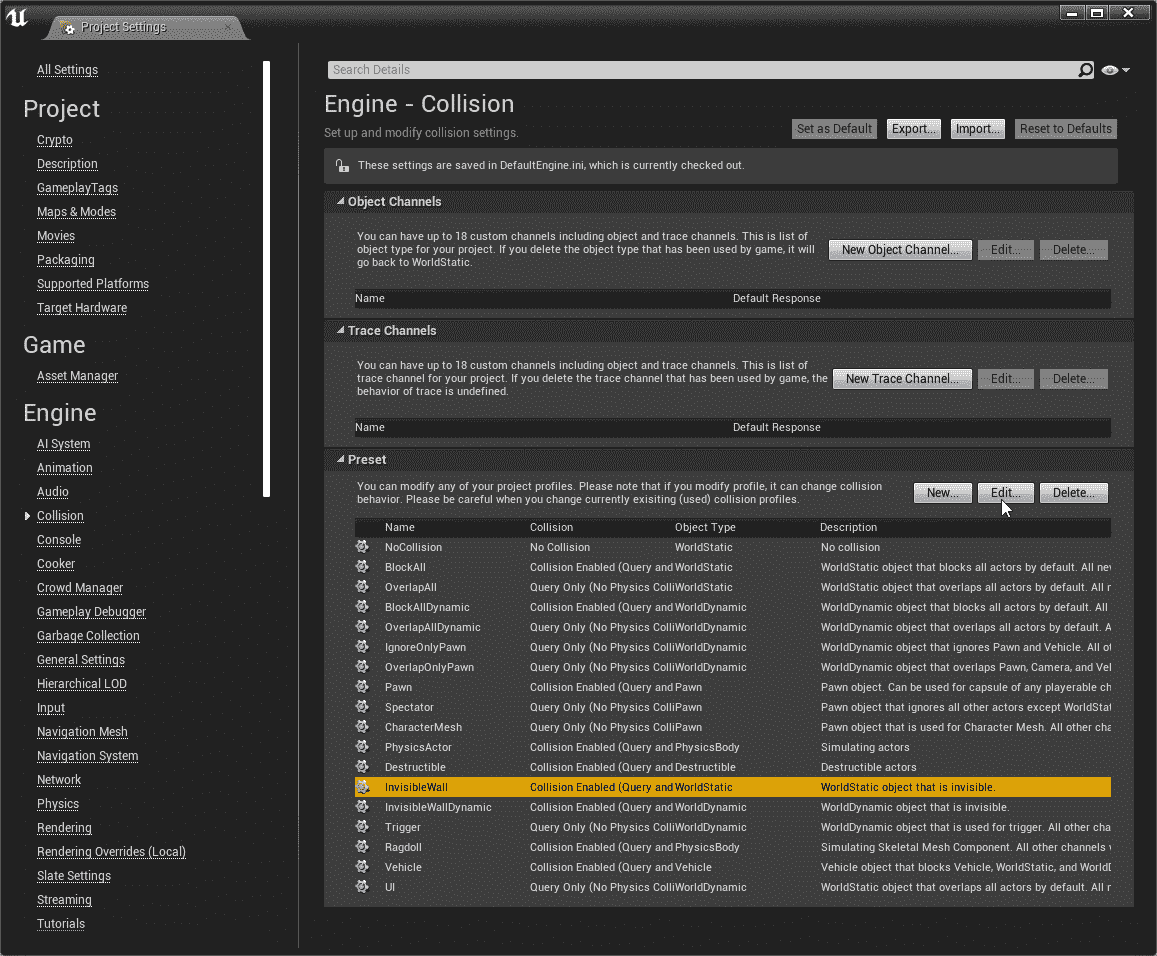 Project Settings
All Settings
Project
Crypto
Description
GameplayTags
Maps & Modes
Movies
Packaging
Supported Platforms
Target Hardware
Game
Asset Manager
Engine
AI System
Animation
Audio
Collision
Console
Cooker
Crowd Manager
Gameplay Debugger
Garbage Collection
General Settings
Hierarchical LOD
Input
Navigation Mesh
Navigation System
Network
Physics
Rendering
Rendering Overrides (Local)
Slate Settings
Streaming
Tutorials
Search Details
Engine - Collision
Set up and modify collision settings.
Set as Default Export... Import... Reset to Defaults
These settings are saved in DefaultEngine.ini, which is currently checked out.
Object Channels
You can have up to 18 custom channels including object and trace channels. This is list of
object type for your project. If you delete the object type that has been used by game, it will
go back to WorldStatic.
New Object Channel... Edit... Delete...
Name Default Response
Trace Channels
You can have up to 18 custom channels including object and trace channels. This is list of
trace channel for your project. If you delete the trace channel that has been used by game, the
behavior of trace is undefined.
New Trace Channel... Edit... Delete...
Name Default Response
Preset
You can modify any of your project profiles. Please note that if you modify profile, it can change collision
behavior. Please be careful when you change currently exisiting (used) collision profiles.
New... Edit... Delete...
Name Collision Object Type Description
NoCollision No Collision WorldStatic No collision
BlockAll Collision Enabled (Query and WorldStatic WorldStatic object that blocks all actors by default. All nev
OverlapAll Query Only (No Physics Colli WorldStatic WorldStatic object that overlaps all actors by default. All n
BlockAllDynamic Collision Enabled (Query and WorldDynamic WorldDynamic object that blocks all actors by default. All
OverlapAllDynamic Query Only (No Physics Colli WorldDynamic WorldDynamic object that overlaps all actors by default. A
IgnoreOnlyPawn Query Only (No Physics Colli WorldDynamic WorldDynamic object that ignores Pawn and Vehicle. All ot
OverlapOnlyPawn Query Only (No Physics Colli WorldDynamic WorldDynamic object that overlaps Pawn, Camera, and Veh
Pawn Collision Enabled (Query and Pawn Pawn object. Can be used for capsule of any playerable ch
Spectator Query Only (No Physics Colli Pawn Pawn object that ignores all other actors except WorldStat
CharacterMesh Query Only (No Physics Colli Pawn Pawn object that is used for Character Mesh. All other cha
PhysicsActor Collision Enabled (Query and PhysicsBody Simulating actors
Destructible Collision Enabled (Query and Destructible Destructible actors
InvisibleWall Collision Enabled (Query and WorldStatic WorldStatic object that is invisible.
InvisibleWallDynamic Collision Enabled (Query and WorldDynamic WorldDynamic object that is invisible.
Trigger Query Only (No Physics Colli WorldDynamic WorldDynamic object that is used for trigger. All other cha
Ragdoll Collision Enabled (Query and PhysicsBody Simulating Skeletal Mesh Component. All other channels
Vehicle Collision Enabled (Query and Vehicle Vehicle object that blocks Vehicle, WorldStatic, and World
UI Query Only (No Physics Colli WorldDynamic WorldStatic object that overlaps all actors by default. All n